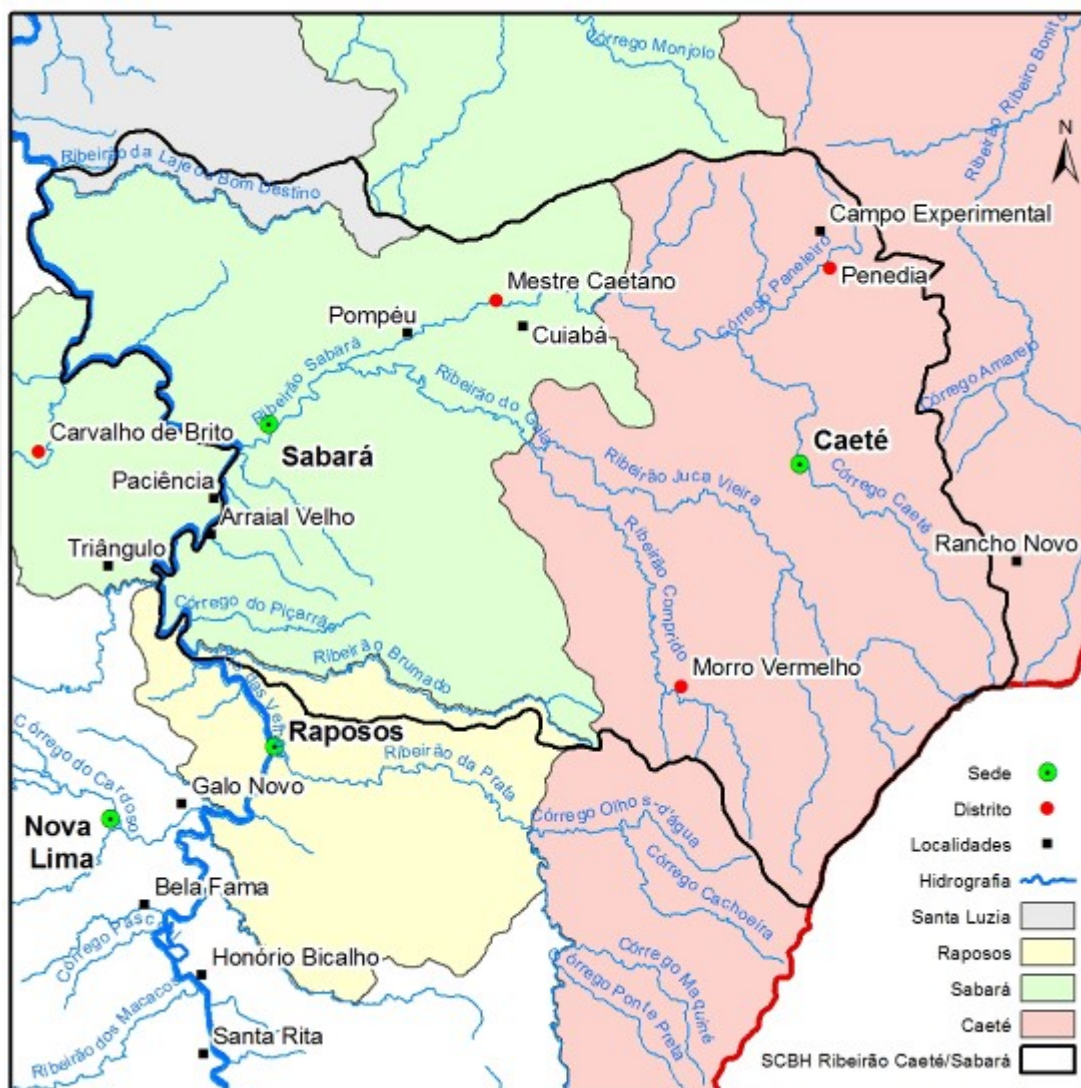 Córrego Monjolo
Ribeirão Ribeiro Bonito
N
Ribeirão da Laje ou Bom Destino
Campo Experimental
Córrego Paneleiro
Penedia
Mestre Caetano
Pompéu
Cuiabá
Ribeirão Sabará
Ribeirão do Gaia
Córrego Amarelo
Carvalho de Brito
Sabará
Caeté
Ribeirão Juca Vieira
Córrego Caeté
Paciência
Arraial Velho
Triângulo
Rancho Novo
Ribeirão Comprido
Córrego do Piçarrão
Ribeirão Brumado
Morro Vermelho
das Velhas
Raposos
Ribeirão da Prata
Córrego do Cardoso
Galo Novo
Nova
Lima
Córrego Olhos-d'água
Córrego Cachoeira
Bela Fama
Córrego Pasc
Honório Bicalho
Córrego Maquiné
Córrego Ponte Preta
Ribeirão dos Macacos
Santa Rita
Sede
Distrito
Localidades
Hidrografia
Santa Luzia
Raposos
Sabará
Caeté
SCBH Ribeirão Caeté/Sabará